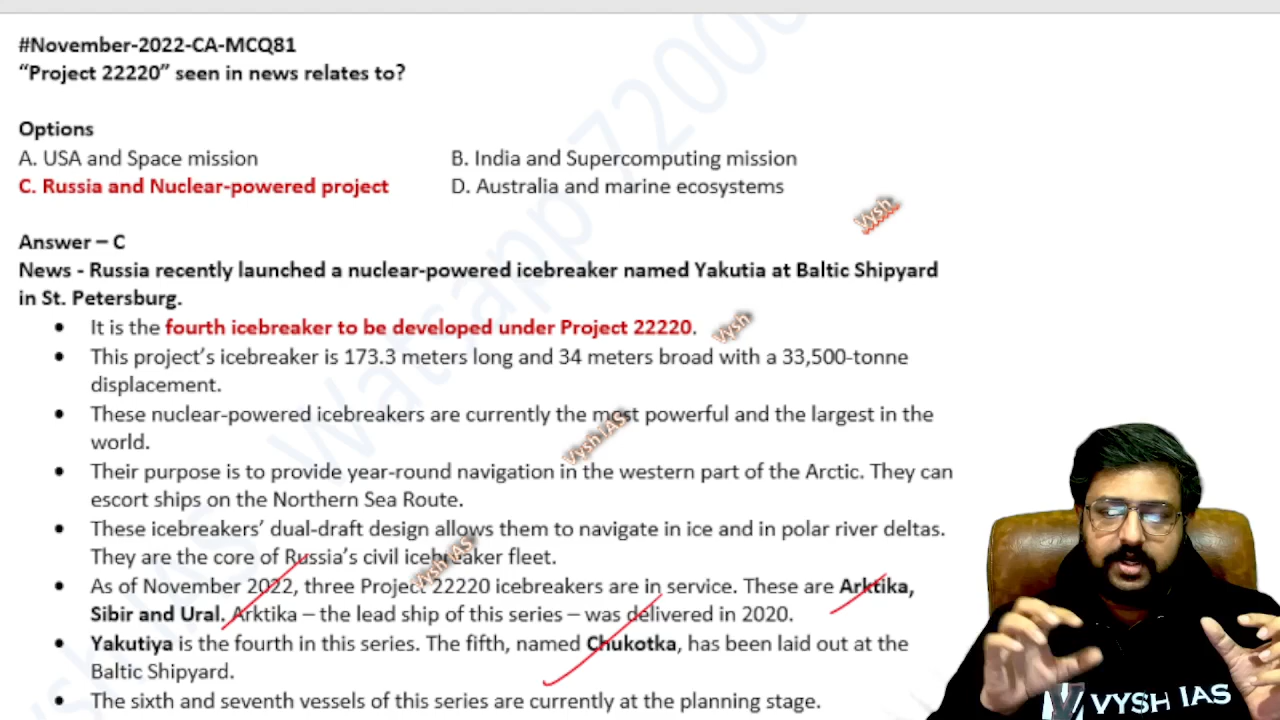 #November-2022-CA-MCQ81
“Project 22220” seen in news relates to?
Options
A. USA and Space mission
B. India and Supercomputing mission
C. Russia and Nuclear-powered project
D. Australia and marine ecosystems
Vysh
Answer – C
News - Russia recently launched a nuclear-powered icebreaker named Yakutia at Baltic Shipyard
in St. Petersburg.
• It is the fourth icebreaker to be developed under Project 22220.
Vysh
• This project’s icebreaker is 173.3 meters long and 34 meters broad with a 33,500-tonne
displacement.
• These nuclear-powered icebreakers are currently the most powerful and the largest in the
world.
Vysh IAS
• Their purpose is to provide year-round navigation in the western part of the Arctic. They can
escort ships on the Northern Sea Route.
• These icebreakers’ dual-draft design allows them to navigate in ice and in polar river deltas.
They are the core of Russia’s civil icebreaker fleet.
Vysh IAS
• As of November 2022, three Project 22220 icebreakers are in service. These are Arktika,
Sibir and Ural. Arktika – the lead ship of this series – was delivered in 2020.
• Yakutiya is the fourth in this series. The fifth, named Chukotka, has been laid out at the
Baltic Shipyard.
• The sixth and seventh vessels of this series are currently at the planning stage.
VYSH IAS
Watsapp